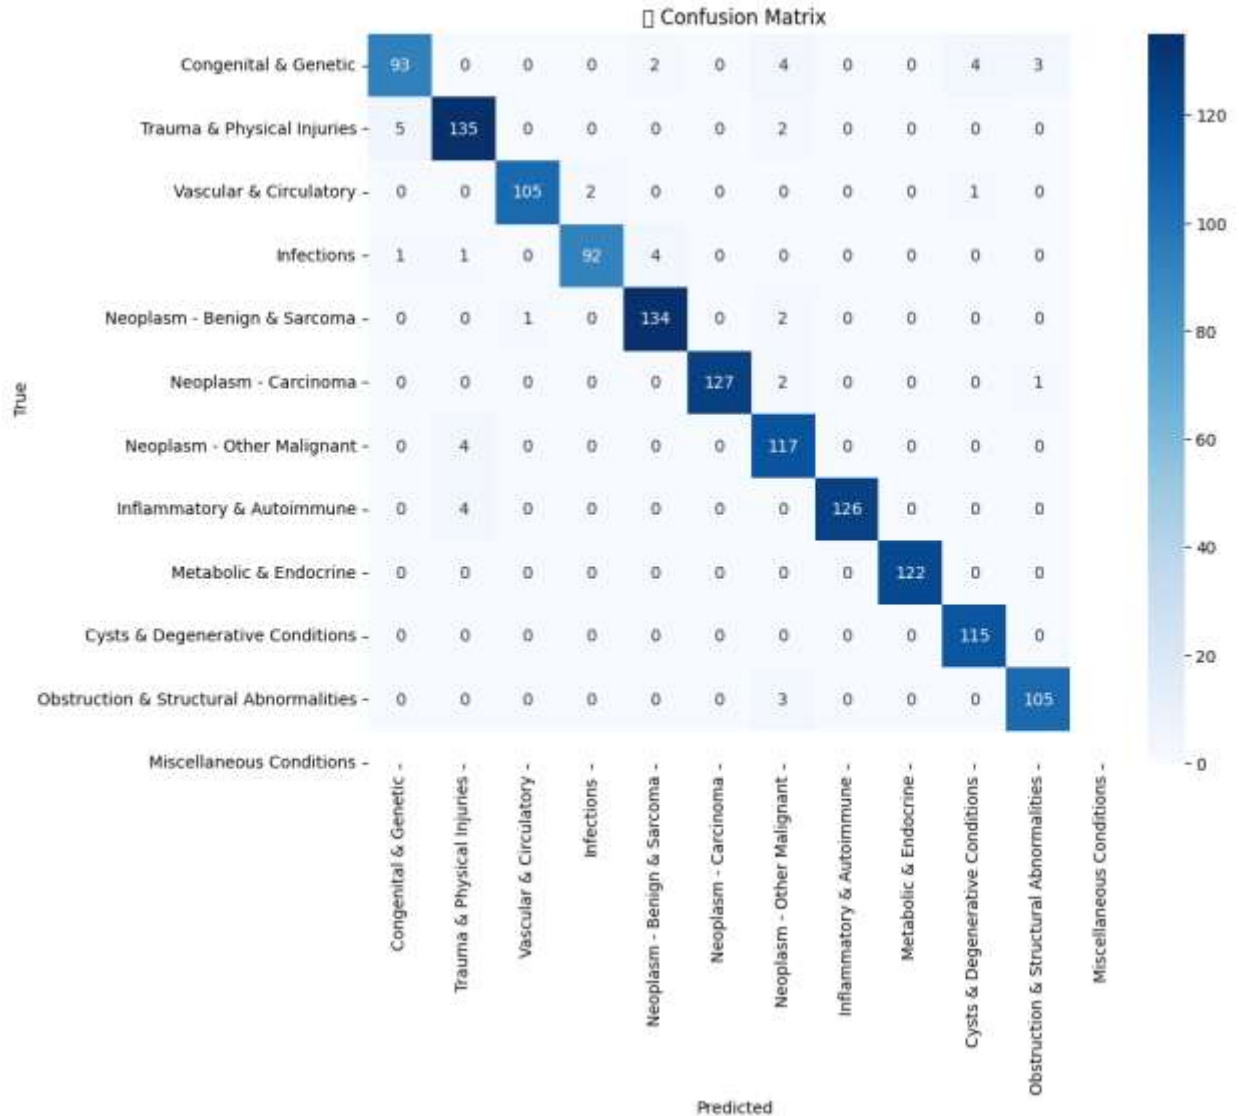 ▯ Confusion Matrix
Congenital & Genetic 93 0 0 0 2 0 4 0 0 4 3
Trauma & Physical Injuries 5 135 0 0 0 0 2 0 0 0 0
Vascular & Circulatory 0 0 105 2 0 0 0 0 0 1 0
Infections 1 1 0 92 4 0 0 0 0 0 0
Neoplasm - Benign & Sarcoma 0 0 1 0 134 0 2 0 0 0 0
Neoplasm - Carcinoma 0 0 0 0 0 127 2 0 0 0 1
Neoplasm - Other Malignant 0 4 0 0 0 0 117 0 0 0 0
Inflammatory & Autoimmune 0 4 0 0 0 0 0 126 0 0 0
Metabolic & Endocrine 0 0 0 0 0 0 0 0 122 0 0
Cysts & Degenerative Conditions 0 0 0 0 0 0 0 0 0 115 0
Obstruction & Structural Abnormalities 0 0 0 0 0 0 3 0 0 0 105
Miscellaneous Conditions
True
Congenital & Genetic
Trauma & Physical Injuries
Vascular & Circulatory
Infections
Neoplasm - Benign & Sarcoma
Neoplasm - Carcinoma
Neoplasm - Other Malignant
Inflammatory & Autoimmune
Metabolic & Endocrine
Cysts & Degenerative Conditions
Obstruction & Structural Abnormalities
Miscellaneous Conditions
Predicted
120
100
80
60
40
20
0